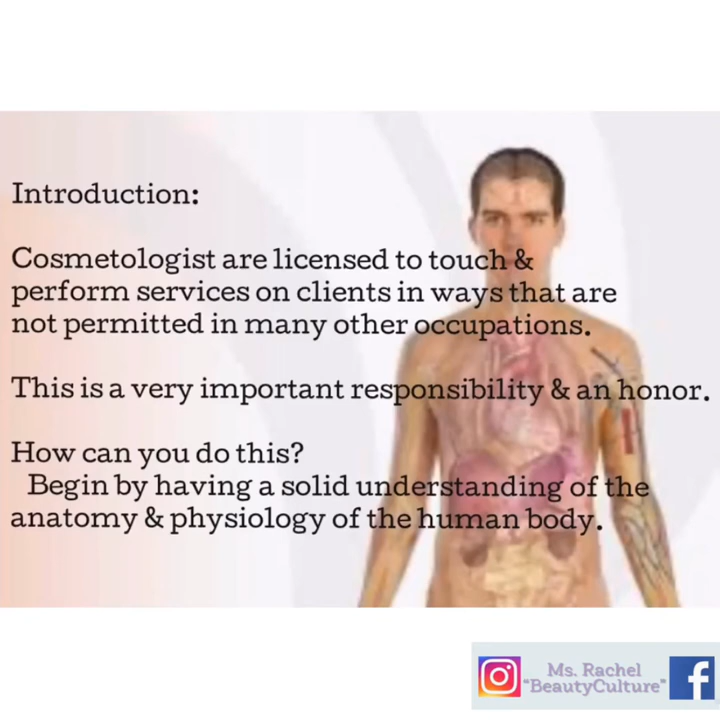 Introduction:
Cosmetologist are licensed to touch &
perform services on clients in ways that are
not permitted in many other occupations.
This is a very important responsibility & an honor.
How can you do this?
Begin by having a solid understanding of the
anatomy & physiology of the human body.
Ms. Rachel
"BeautyCulture"